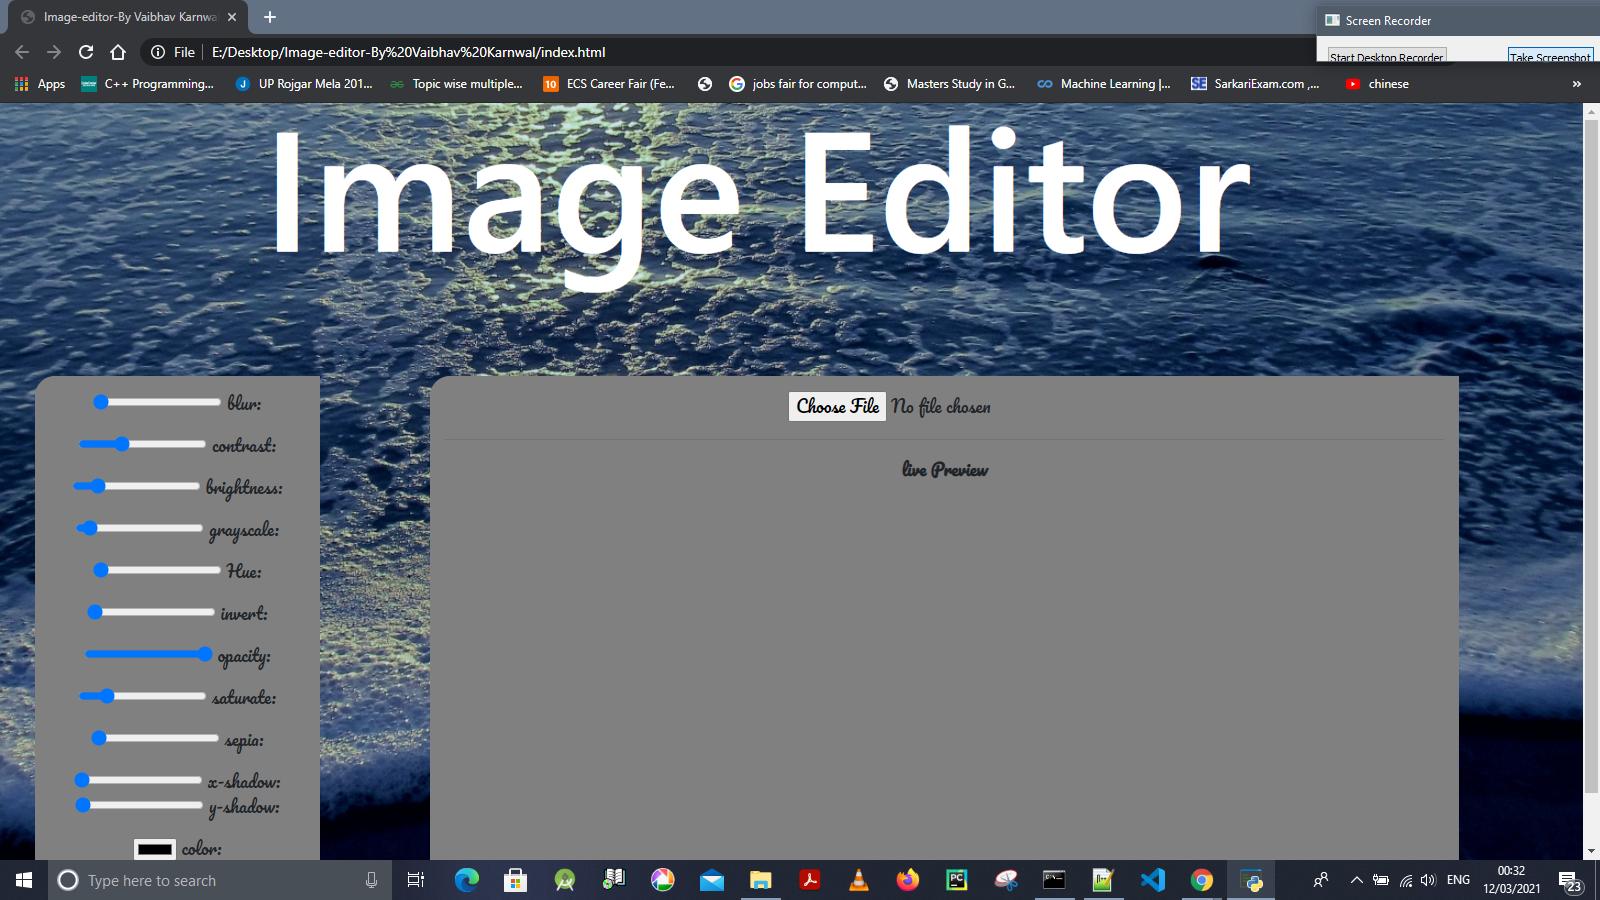 Image-editor-By Vaibhav Karnwa
Screen Recorder
File
E:/Desktop/Image-editor-By%20Vaibhav%20Karnwal/index.html
Start Desktop Recorder
Take Screenshot
Apps
C++ Programming...
UP Rojgar Mela 201...
Topic wise multiple...
10
ECS Career Fair (Fe...
jobs fair for comput...
Masters Study in G...
Machine Learning |...
SE
SarkariExam.com ,...
chinese
»
Image Editor
blur:
contrast:
brightness:
grayscale:
Hue:
invert:
opacity:
saturate:
sepia:
x-shadow:
y-shadow:
color:
Choose File No file chosen
live Preview
Type here to search
PC
ENG
00:32
12/03/2021
23